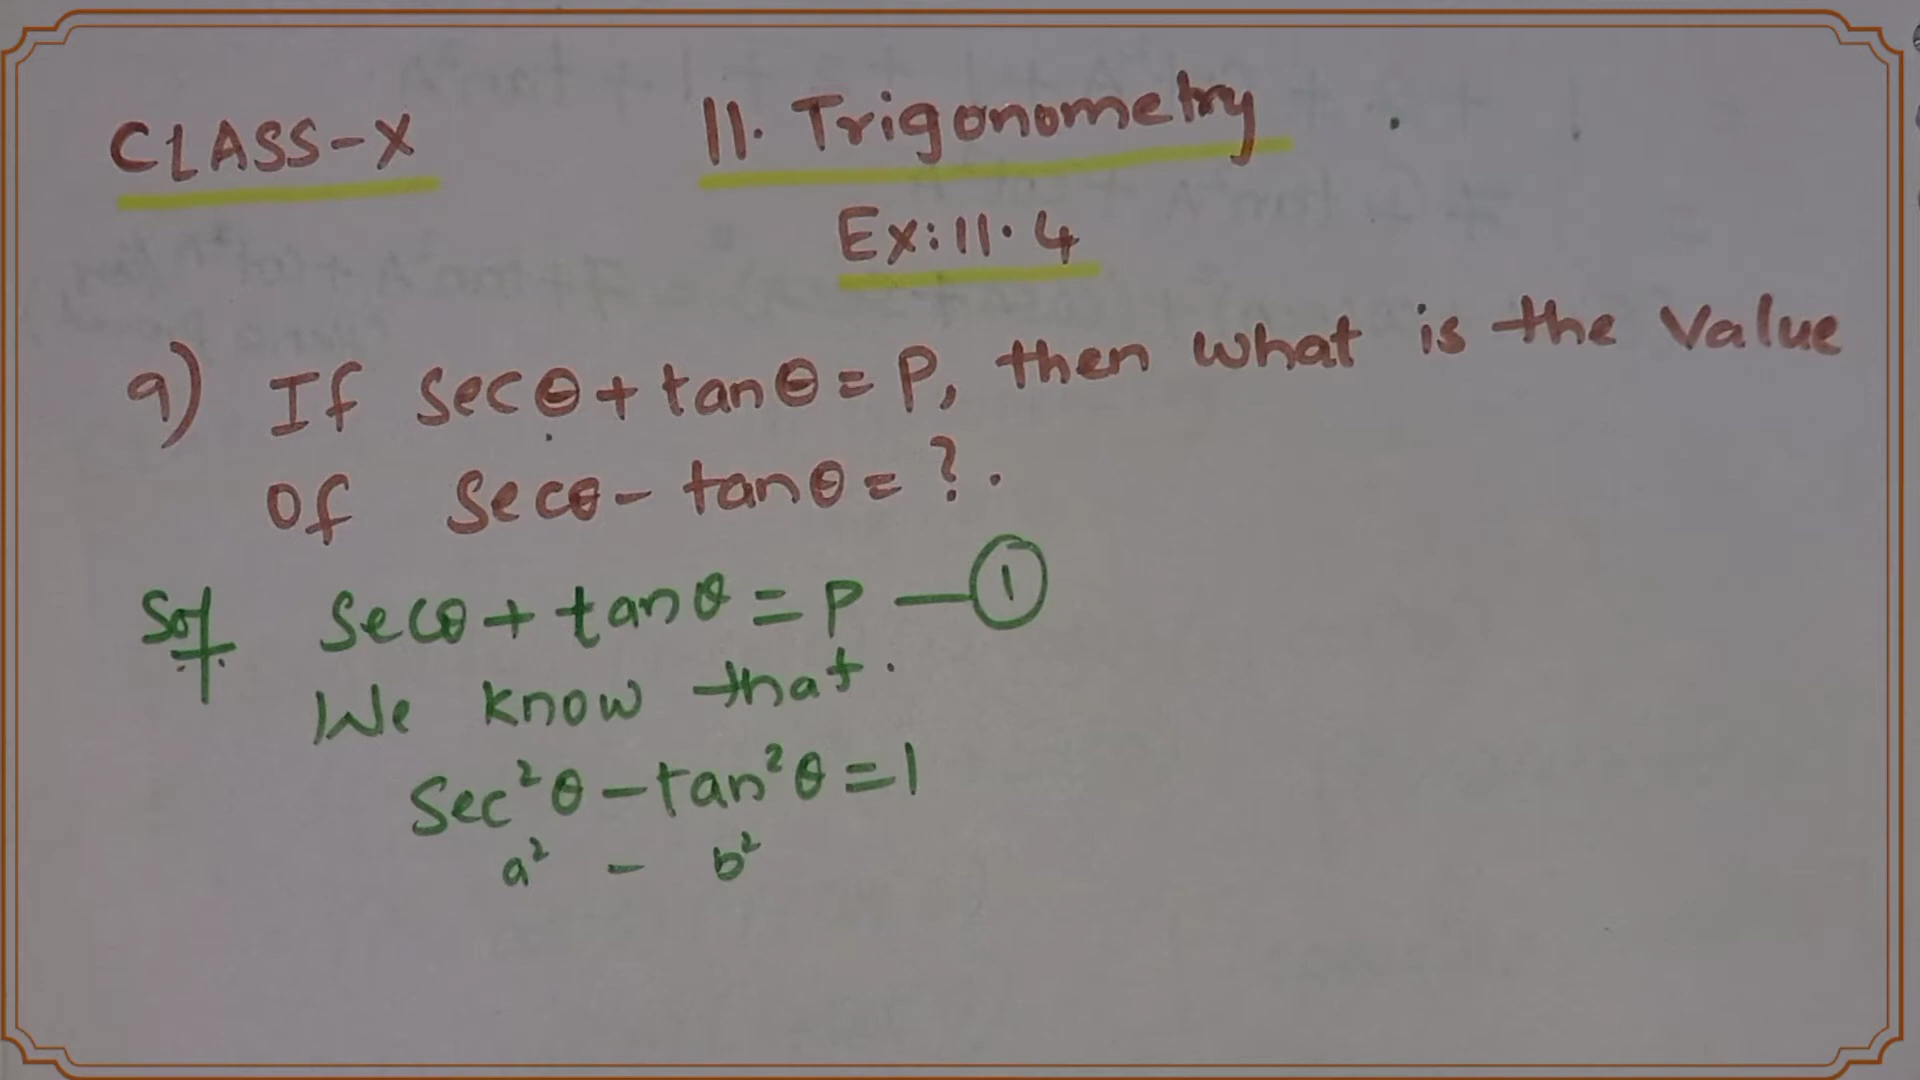 CLASS-X
11. Trigonometry
Ex:11.4
9) If secθ+tanθ=P, then what is the value
of secθ- tanθ=?.
Sol secθ+tanθ=P —①
We know that.
Sec²θ-tan²θ=1
a² - b²